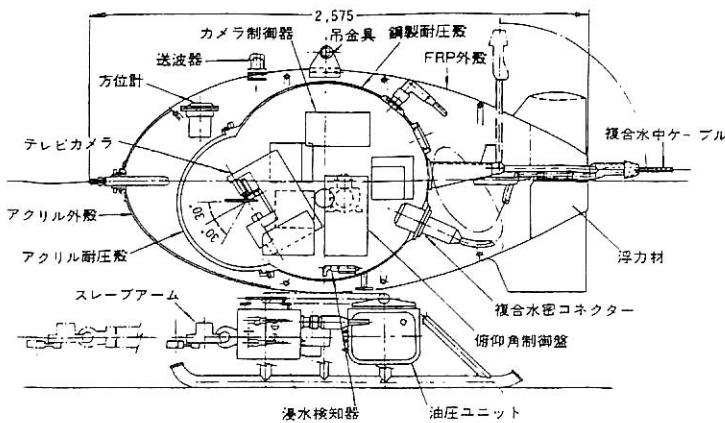 2,575
カメラ制御器
吊金具
鋼製耐圧殻
送波器
FRP外殻
方位計
複合水中ケーブル
テレビカメラ
30°
30°
アクリル外殻
アクリル耐圧殻
浮力材
スレーブアーム
複合水密コネクター
俯仰角制御盤
浸水検知器
油圧ユニット